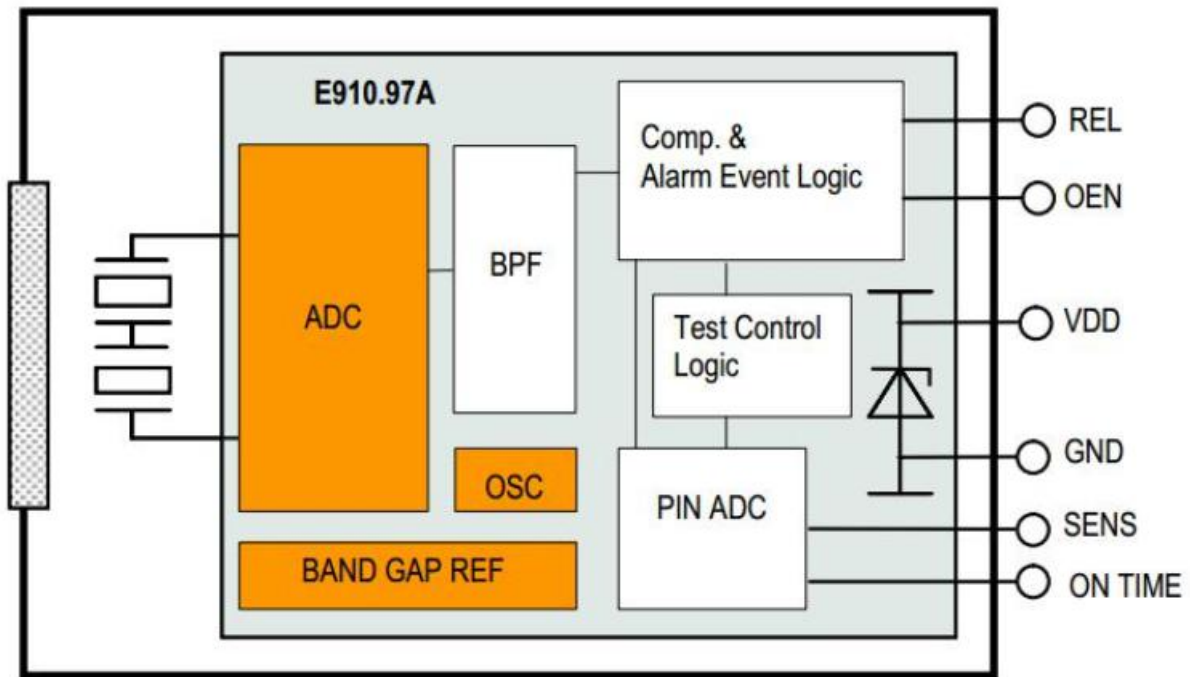 E910.97A
Comp. &
Alarm Event Logic
REL
OEN
BPF
ADC
Test Control
Logic
VDD
GND
OSC
PIN ADC
SENS
BAND GAP REF
ON TIME